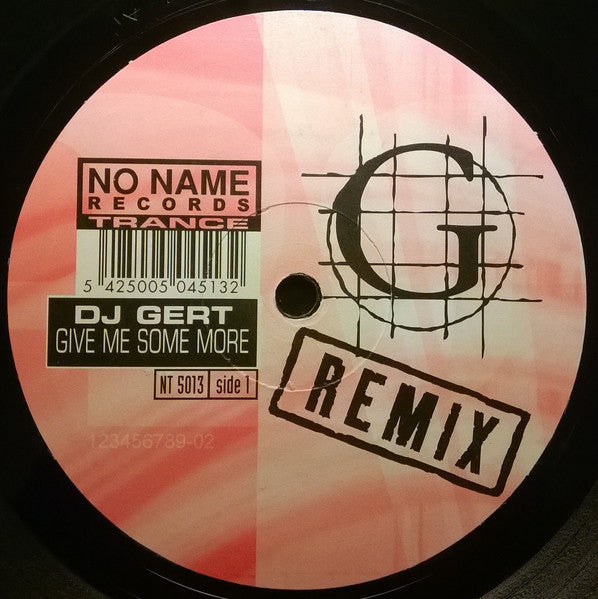 NO NAME
RECORDS
TRANCE
5 425005 045132
DJ GERT
GIVE ME SOME MORE
NT 5013 side 1
123456789-02
G
REMIX